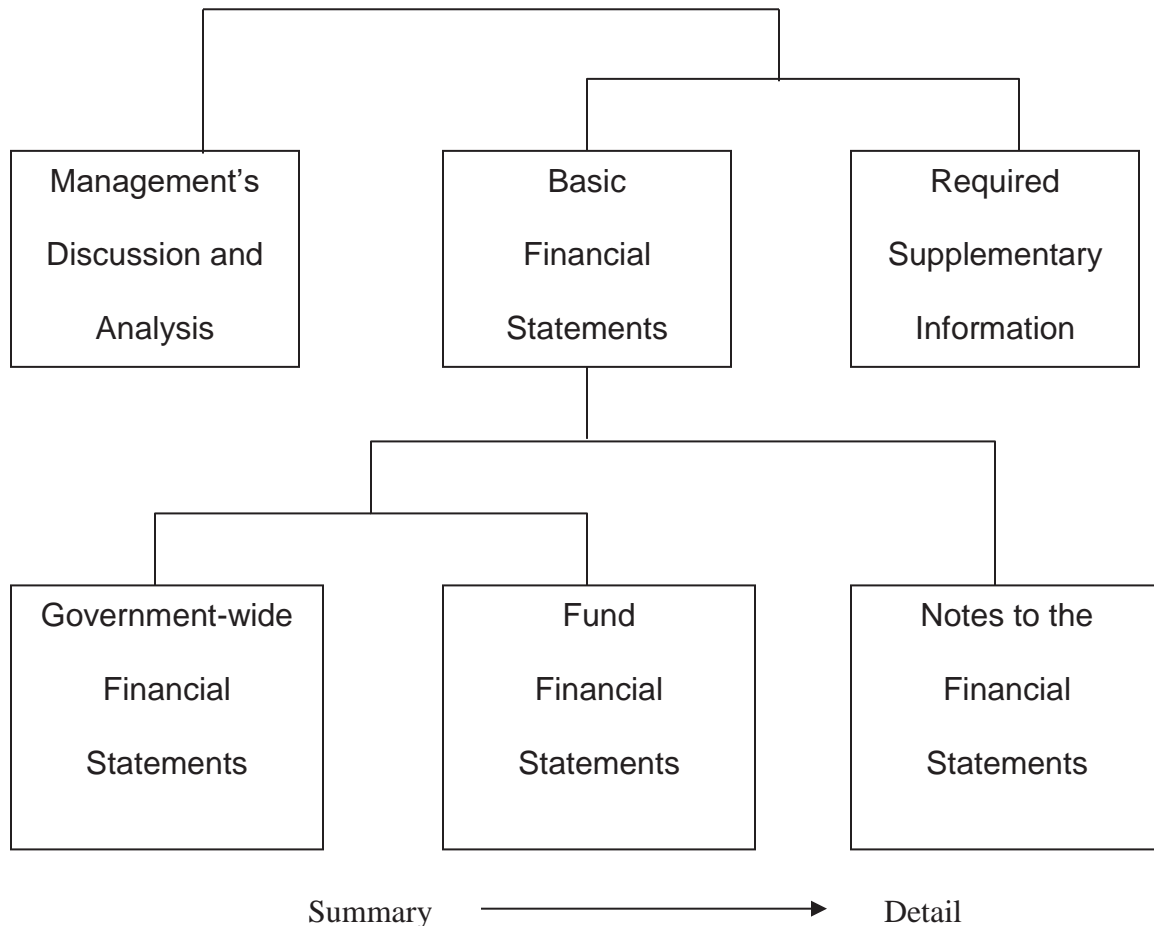 Management’s
Discussion and
Analysis
Basic
Financial
Statements
Required
Supplementary
Information
Government-wide
Financial
Statements
Fund
Financial
Statements
Notes to the
Financial
Statements
Summary
Detail